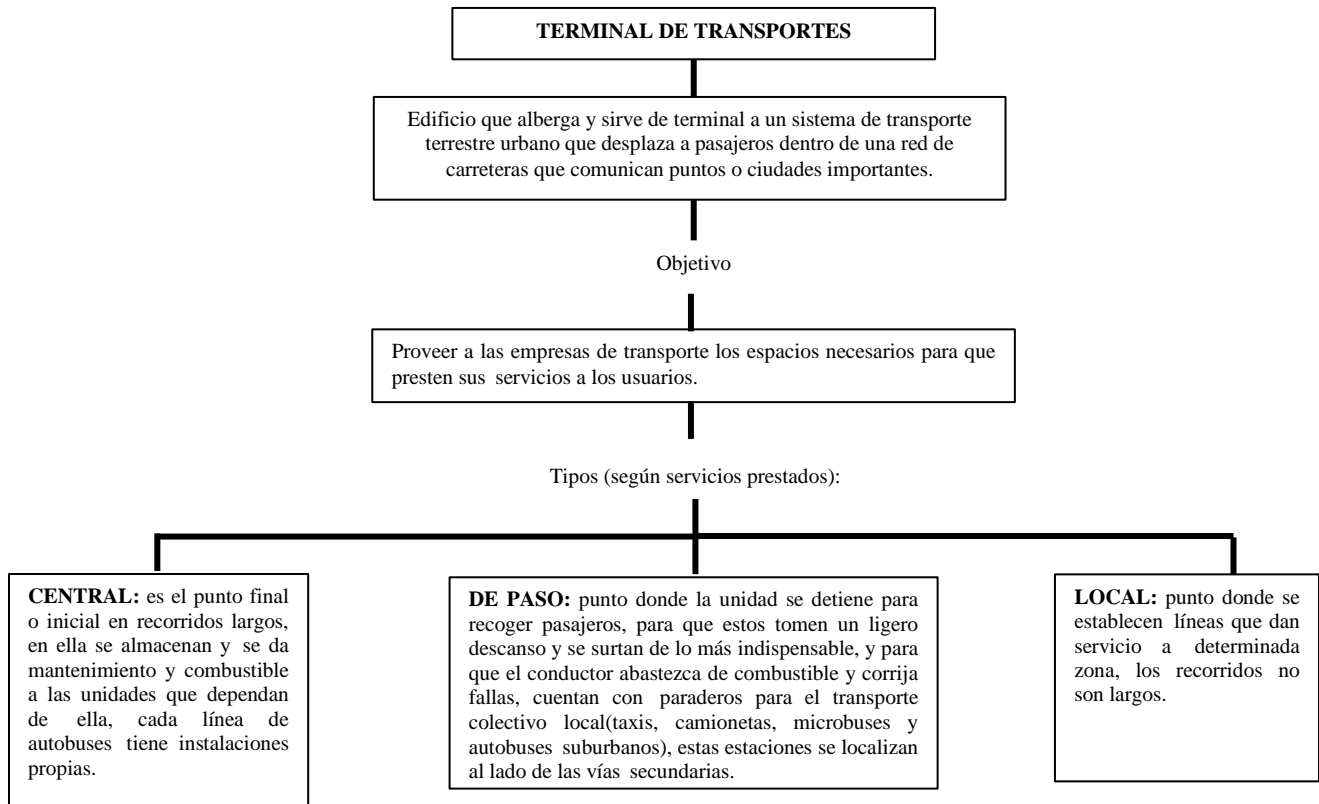 TERMINAL DE TRANSPORTES
Edificio que alberga y sirve de terminal a un sistema de transporte
terrestre urbano que desplaza a pasajeros dentro de una red de
carreteras que comunican puntos o ciudades importantes.
Objetivo
Proveer a las empresas de transporte los espacios necesarios para que
presten sus servicios a los usuarios.
Tipos (según servicios prestados):
CENTRAL: es el punto final
o inicial en recorridos largos,
en ella se almacenan y se da
mantenimiento y combustible
a las unidades que dependan
de ella, cada línea de
autobuses tiene instalaciones
propias.
DE PASO: punto donde la unidad se detiene para
recoger pasajeros, para que estos tomen un ligero
descanso y se surtan de lo más indispensable, y para
que el conductor abastezca de combustible y corrija
fallas, cuentan con paraderos para el transporte
colectivo local(taxis, camionetas, microbuses y
autobuses suburbanos), estas estaciones se localizan
al lado de las vías secundarias.
LOCAL: punto donde se
establecen líneas que dan
servicio a determinada
zona, los recorridos no
son largos.